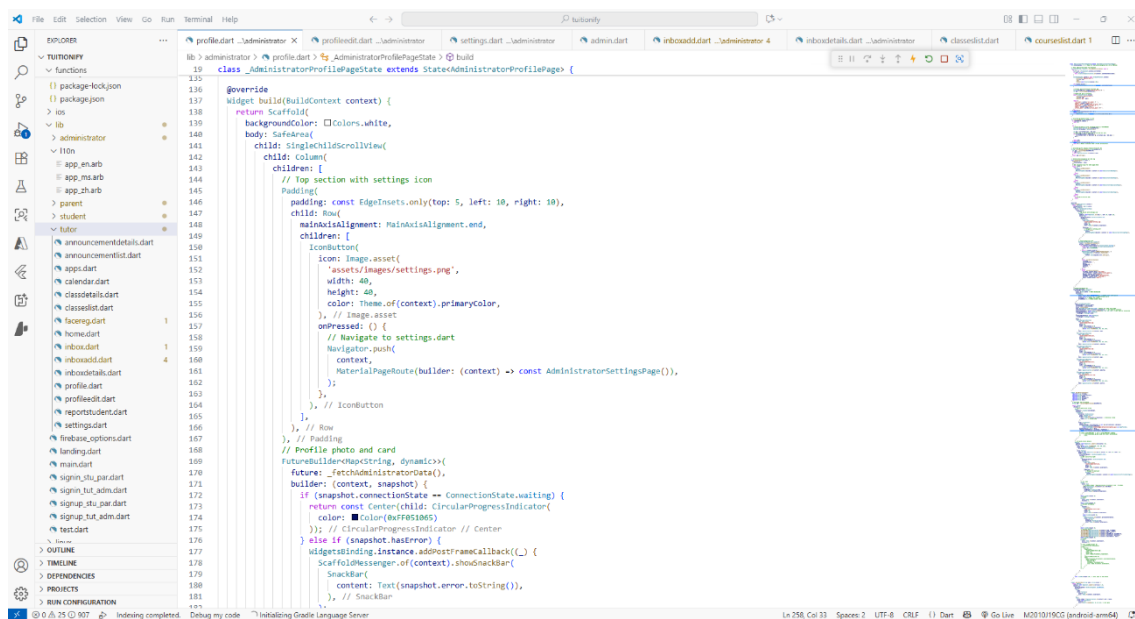 File Edit Selection View Go Run Terminal Help
tuitionify
EXPLORER
profile.dart ...\administrator
profileedit.dart ...\administrator
settings.dart ...\administrator
admin.dart
inboxadd.dart ...\administrator 4
inboxdetails.dart ...\administrator
classeslist.dart
courseslist.dart 1
TUITIONIFY
functions
package-lock.json
package.json
ios
lib
administrator
l10n
app_en.arb
app_ms.arb
app_zh.arb
parent
student
tutor
announcementdetails.dart
announcementlist.dart
apps.dart
calendar.dart
classdetails.dart
classeslist.dart
facereg.dart 1
home.dart
inbox.dart 1
inboxadd.dart 4
inboxdetails.dart
profile.dart
profileedit.dart
reportstudent.dart
settings.dart
firebase_options.dart
landing.dart
main.dart
signin_stu_par.dart
signin_tut_adm.dart
signup_stu_par.dart
signup_tut_adm.dart
test.dart
OUTLINE
TIMELINE
DEPENDENCIES
PROJECTS
RUN CONFIGURATION
lib > administrator > profile.dart > _AdministratorProfilePageState > build
19 class _AdministratorProfilePageState extends State<AdministratorProfilePage> {
135
136 @override
137 Widget build(BuildContext context) {
138 return Scaffold(
139 backgroundColor: Colors.white,
140 body: SafeArea(
141 child: SingleChildScrollView(
142 child: Column(
143 children: [
144 // Top section with settings icon
145 Padding(
146 padding: const EdgeInsets.only(top: 5, left: 10, right: 10),
147 child: Row(
148 mainAxisAlignment: MainAxisAlignment.end,
149 children: [
150 IconButton(
151 icon: Image.asset(
152 'assets/images/settings.png',
153 width: 40,
154 height: 40,
155 color: Theme.of(context).primaryColor,
156 ), // Image.asset
157 onPressed: () {
158 // Navigate to settings.dart
159 Navigator.push(
160 context,
161 MaterialPageRoute(builder: (context) => const AdministratorSettingsPage()),
162 );
163 },
164 ), // IconButton
165 ],
166 ), // Row
167 ), // Padding
168 // Profile photo and card
169 FutureBuilder<Map<String, dynamic>>(
170 future: _fetchAdministratorData(),
171 builder: (context, snapshot) {
172 if (snapshot.connectionState == ConnectionState.waiting) {
173 return const Center(child: CircularProgressIndicator(
174 color: Color(0xFF051065)
175 )); // CircularProgressIndicator // Center
176 } else if (snapshot.hasError) {
177 WidgetsBinding.instance.addPostFrameCallback((_) {
178 ScaffoldMessenger.of(context).showSnackBar(
179 SnackBar(
180 content: Text(snapshot.error.toString()),
181 ), // SnackBar
0 25 907 Indexing completed. Debug my code Initializing Gradle Language Server
Ln 258, Col 33 Spaces: 2 UTF-8 CRLF {} Dart Go Live M2010J19CG (android-arm64)